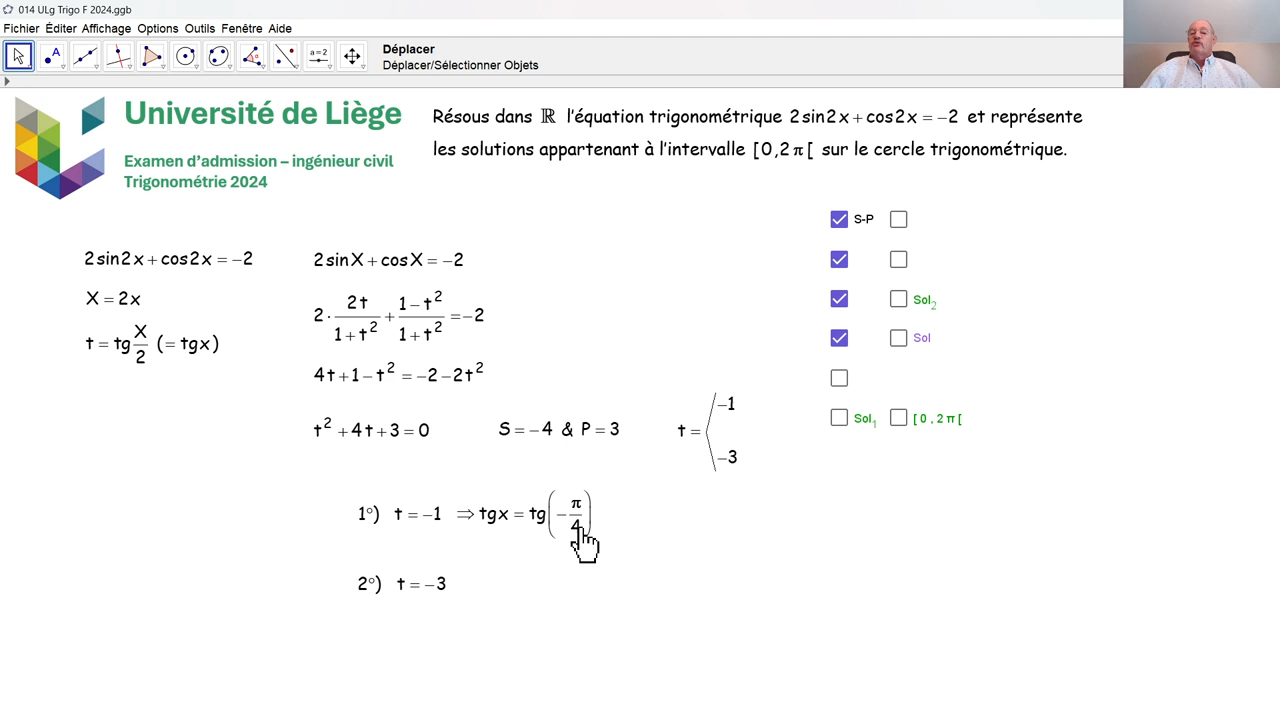 014 ULg Trigo F 2024.ggb
Fichier Éditer Affichage Options Outils Fenêtre Aide
A
a=2
Déplacer
Déplacer/Sélectionner Objets
Université de Liège
Examen d'admission – ingénieur civil
Trigonométrie 2024
Résous dans ℝ l'équation trigonométrique 2sin2x+cos2x=−2 et représente
les solutions appartenant à l'intervalle [0,2π[ sur le cercle trigonométrique.
S-P
Sol₂
Sol
Sol₁ [0,2π[
2sin2x+cos2x=−2
X=2x
t=tg X/2 (=tgx)
2sinX+cosX=−2
2·2t/(1+t²)+(1−t²)/(1+t²)=−2
4t+1−t²=−2−2t²
t²+4t+3=0 S=−4 & P=3 t= −1
−3
1°) t=−1 ⇒tgx=tg(−π/4)
2°) t=−3